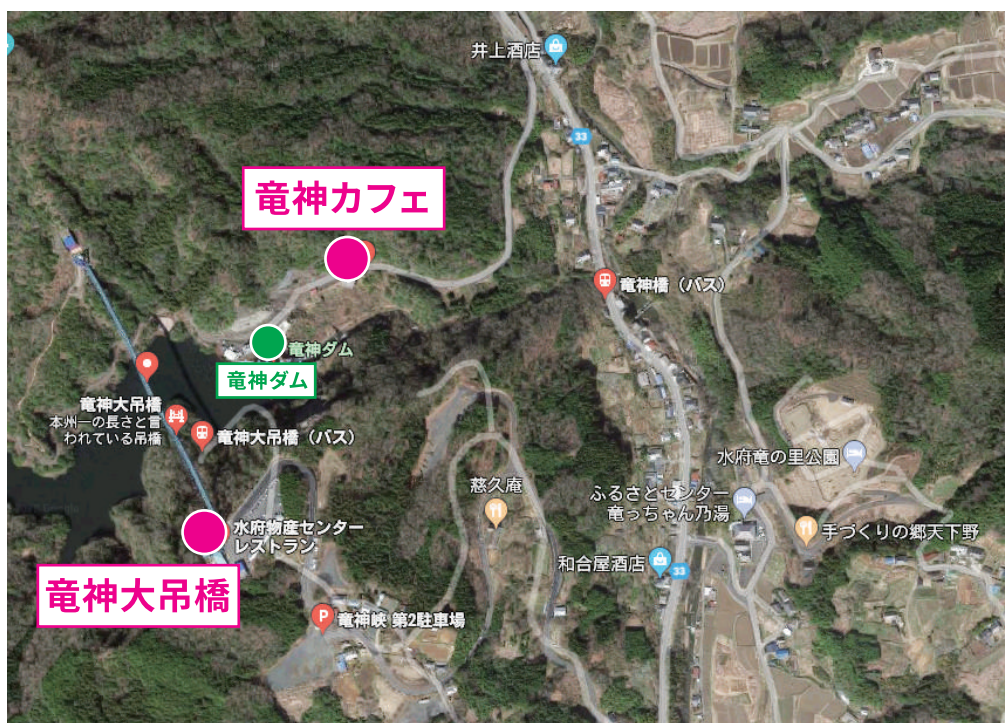 井上酒店
33
竜神カフェ
竜神橋（バス）
竜神ダム
竜神ダム
竜神大吊橋
本州一の長さと言
われている吊橋
竜神大吊橋（バス）
水府竜の里公園
慈久庵
ふるさとセンター
竜っちゃん乃湯
水府物産センター
レストラン
手づくりの郷天下野
和合屋酒店
33
竜神大吊橋
P
竜神峡 第2駐車場